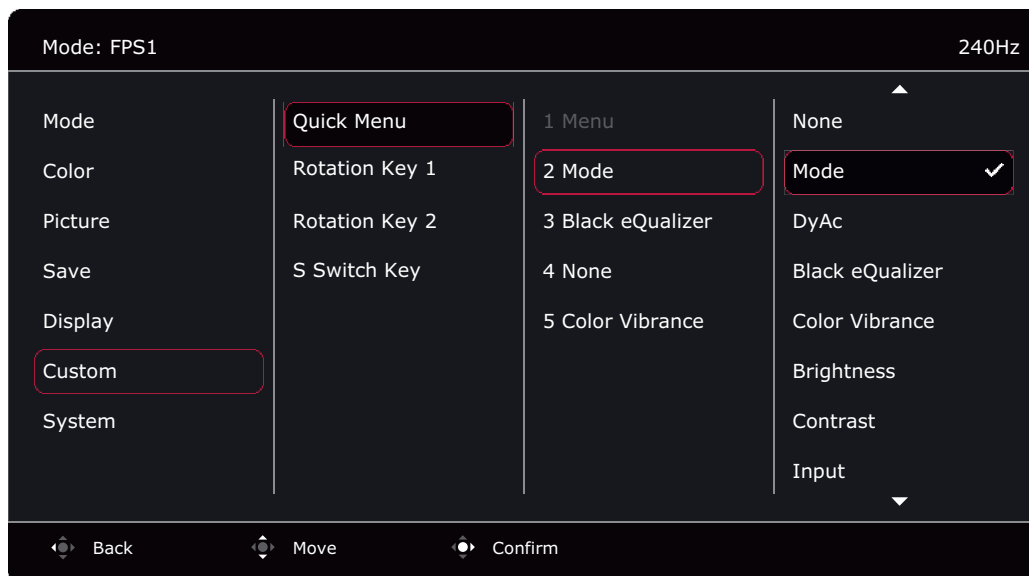 Mode: FPS1
240Hz
Mode
Color
Picture
Save
Display
Custom
System
Quick Menu
Rotation Key 1
Rotation Key 2
S Switch Key
1 Menu
2 Mode
3 Black eQualizer
4 None
5 Color Vibrance
None
Mode
DyAc
Black eQualizer
Color Vibrance
Brightness
Contrast
Input
Back
Move
Confirm